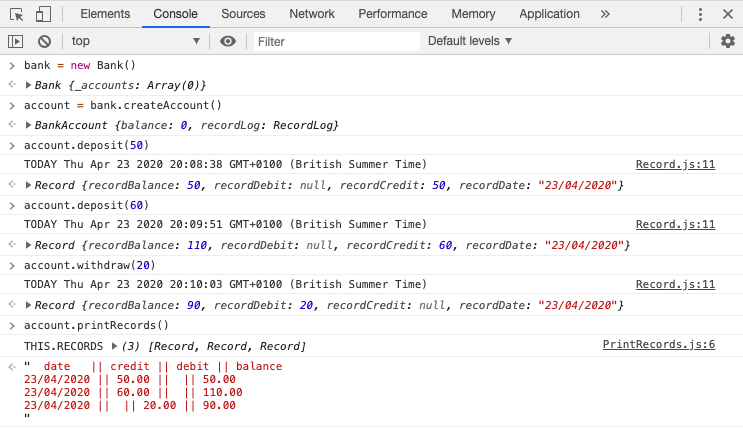 Elements Console Sources Network Performance Memory Application »
top ▼ Filter Default levels ▼
> bank = new Bank()
<· ▶ Bank {_accounts: Array(0)}
> account = bank.createAccount()
<· ▶ BankAccount {balance: 0, recordLog: RecordLog}
> account.deposit(50)
TODAY Thu Apr 23 2020 20:08:38 GMT+0100 (British Summer Time) Record.js:11
<· ▶ Record {recordBalance: 50, recordDebit: null, recordCredit: 50, recordDate: "23/04/2020"}
> account.deposit(60)
TODAY Thu Apr 23 2020 20:09:51 GMT+0100 (British Summer Time) Record.js:11
<· ▶ Record {recordBalance: 110, recordDebit: null, recordCredit: 60, recordDate: "23/04/2020"}
> account.withdraw(20)
TODAY Thu Apr 23 2020 20:10:03 GMT+0100 (British Summer Time) Record.js:11
<· ▶ Record {recordBalance: 90, recordDebit: 20, recordCredit: null, recordDate: "23/04/2020"}
> account.printRecords()
THIS.RECORDS ▶ (3) [Record, Record, Record] PrintRecords.js:6
<· "  date   || credit || debit || balance
23/04/2020 || 50.00 ||  || 50.00
23/04/2020 || 60.00 ||  || 110.00
23/04/2020 ||  || 20.00 || 90.00
"